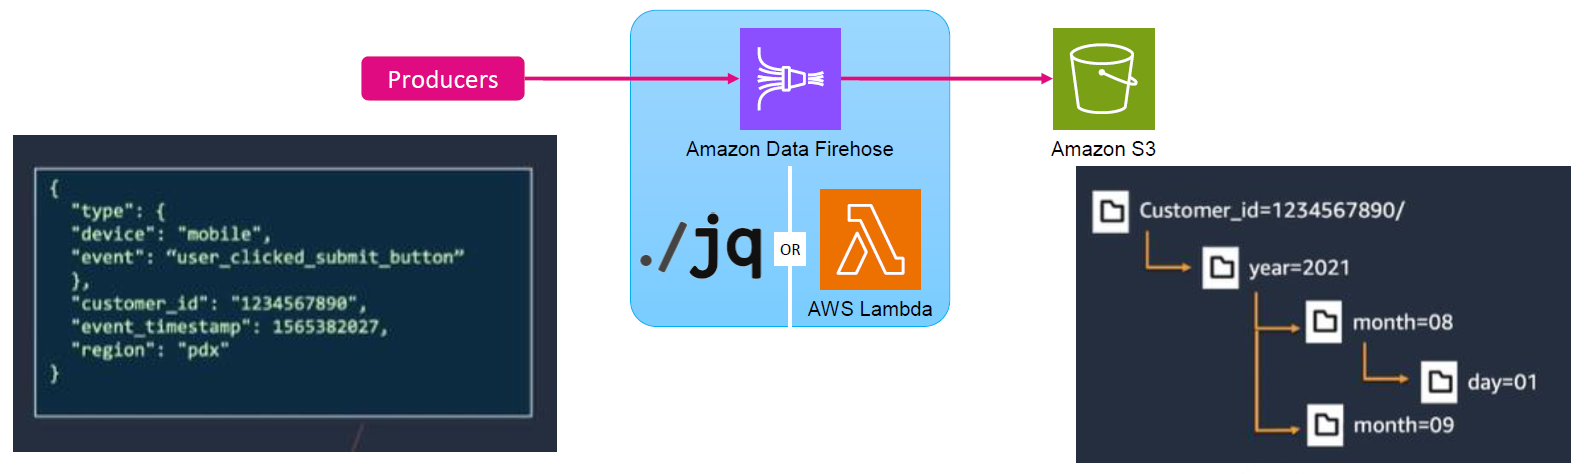 Producers
Amazon Data Firehose
Amazon S3
{
"type": {
"device": "mobile",
"event": “user_clicked_submit_button”
},
"customer_id": "1234567890",
"event_timestamp": 1565382027,
"region": "pdx"
}
./jq
OR
AWS Lambda
Customer_id=1234567890/
year=2021
month=08
day=01
month=09